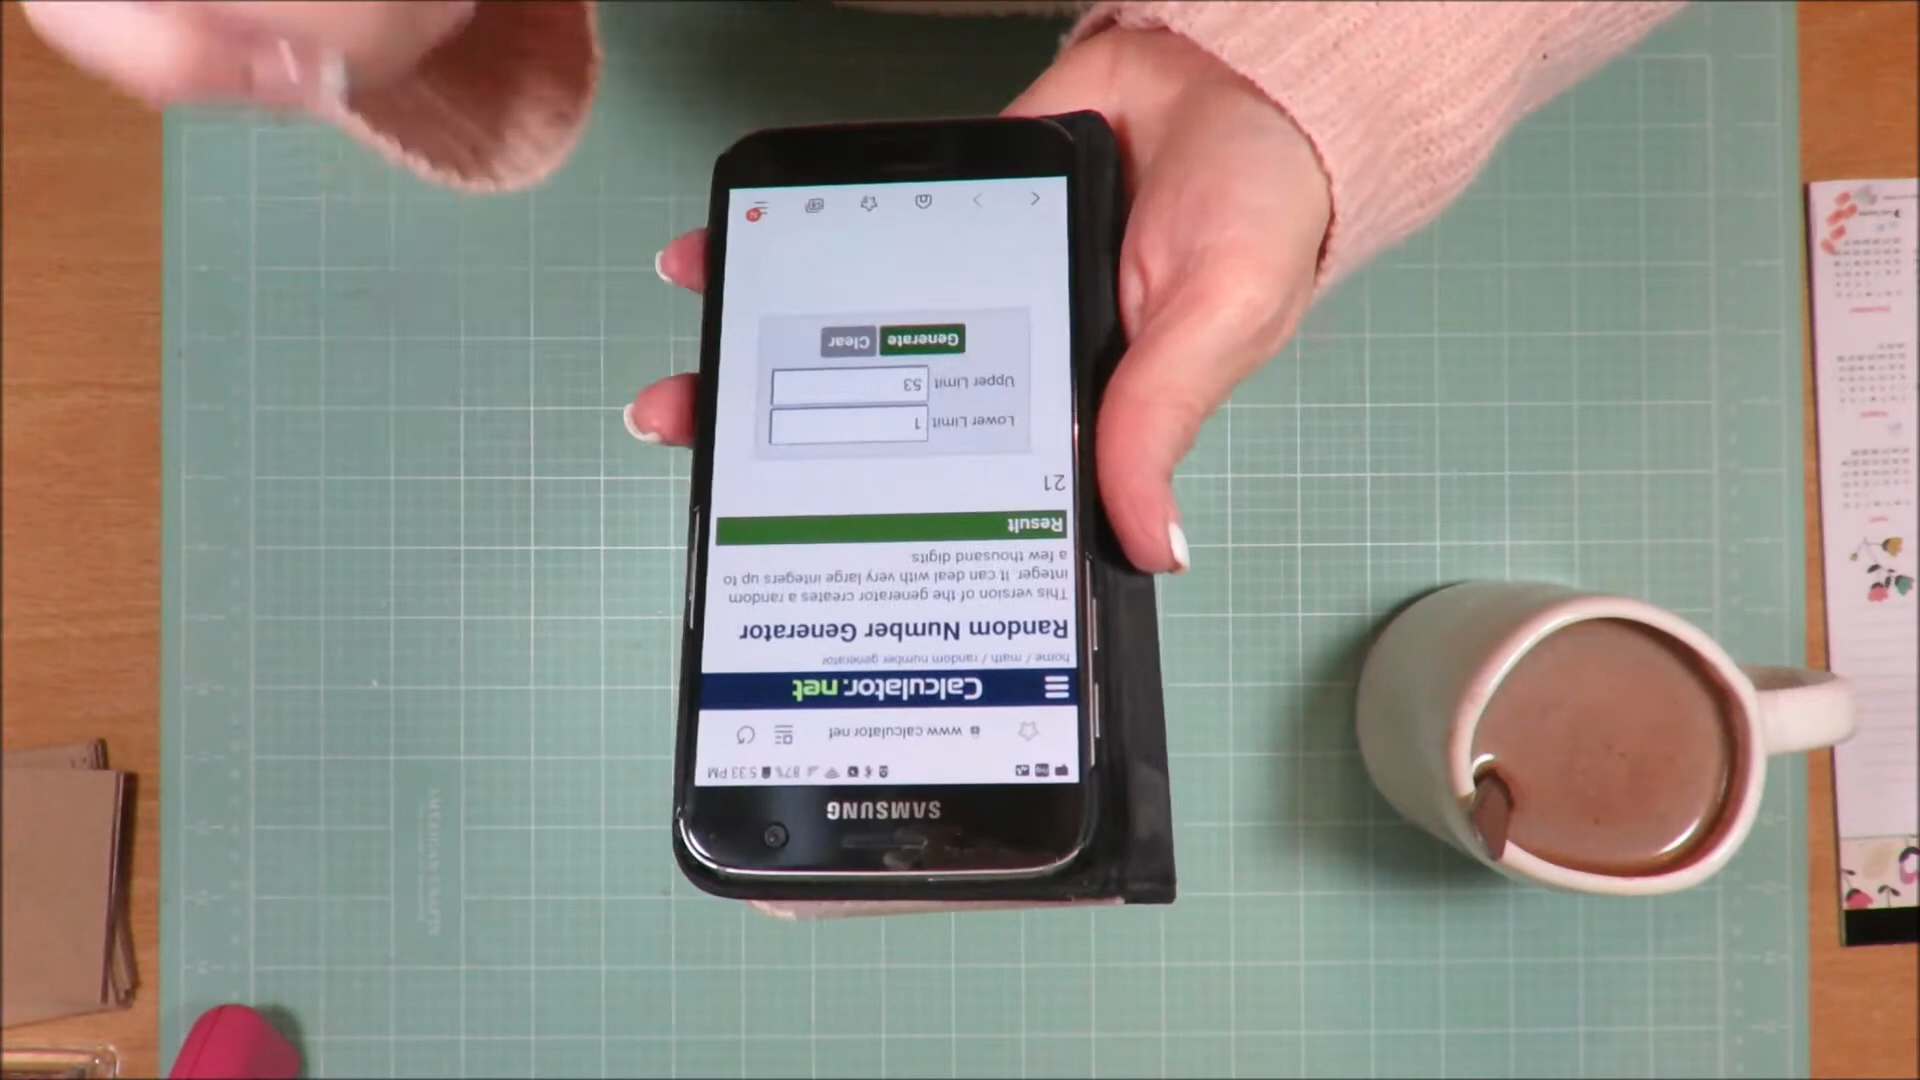 SAMSUNG
87% 5:33 PM
www.calculator.net
Calculator.net
home / math / random number generator
Random Number Generator
This version of the generator creates a random
integer. It can deal with very large integers up to
a few thousand digits
Result
21
Lower Limit 1
Upper Limit 53
Generate Clear